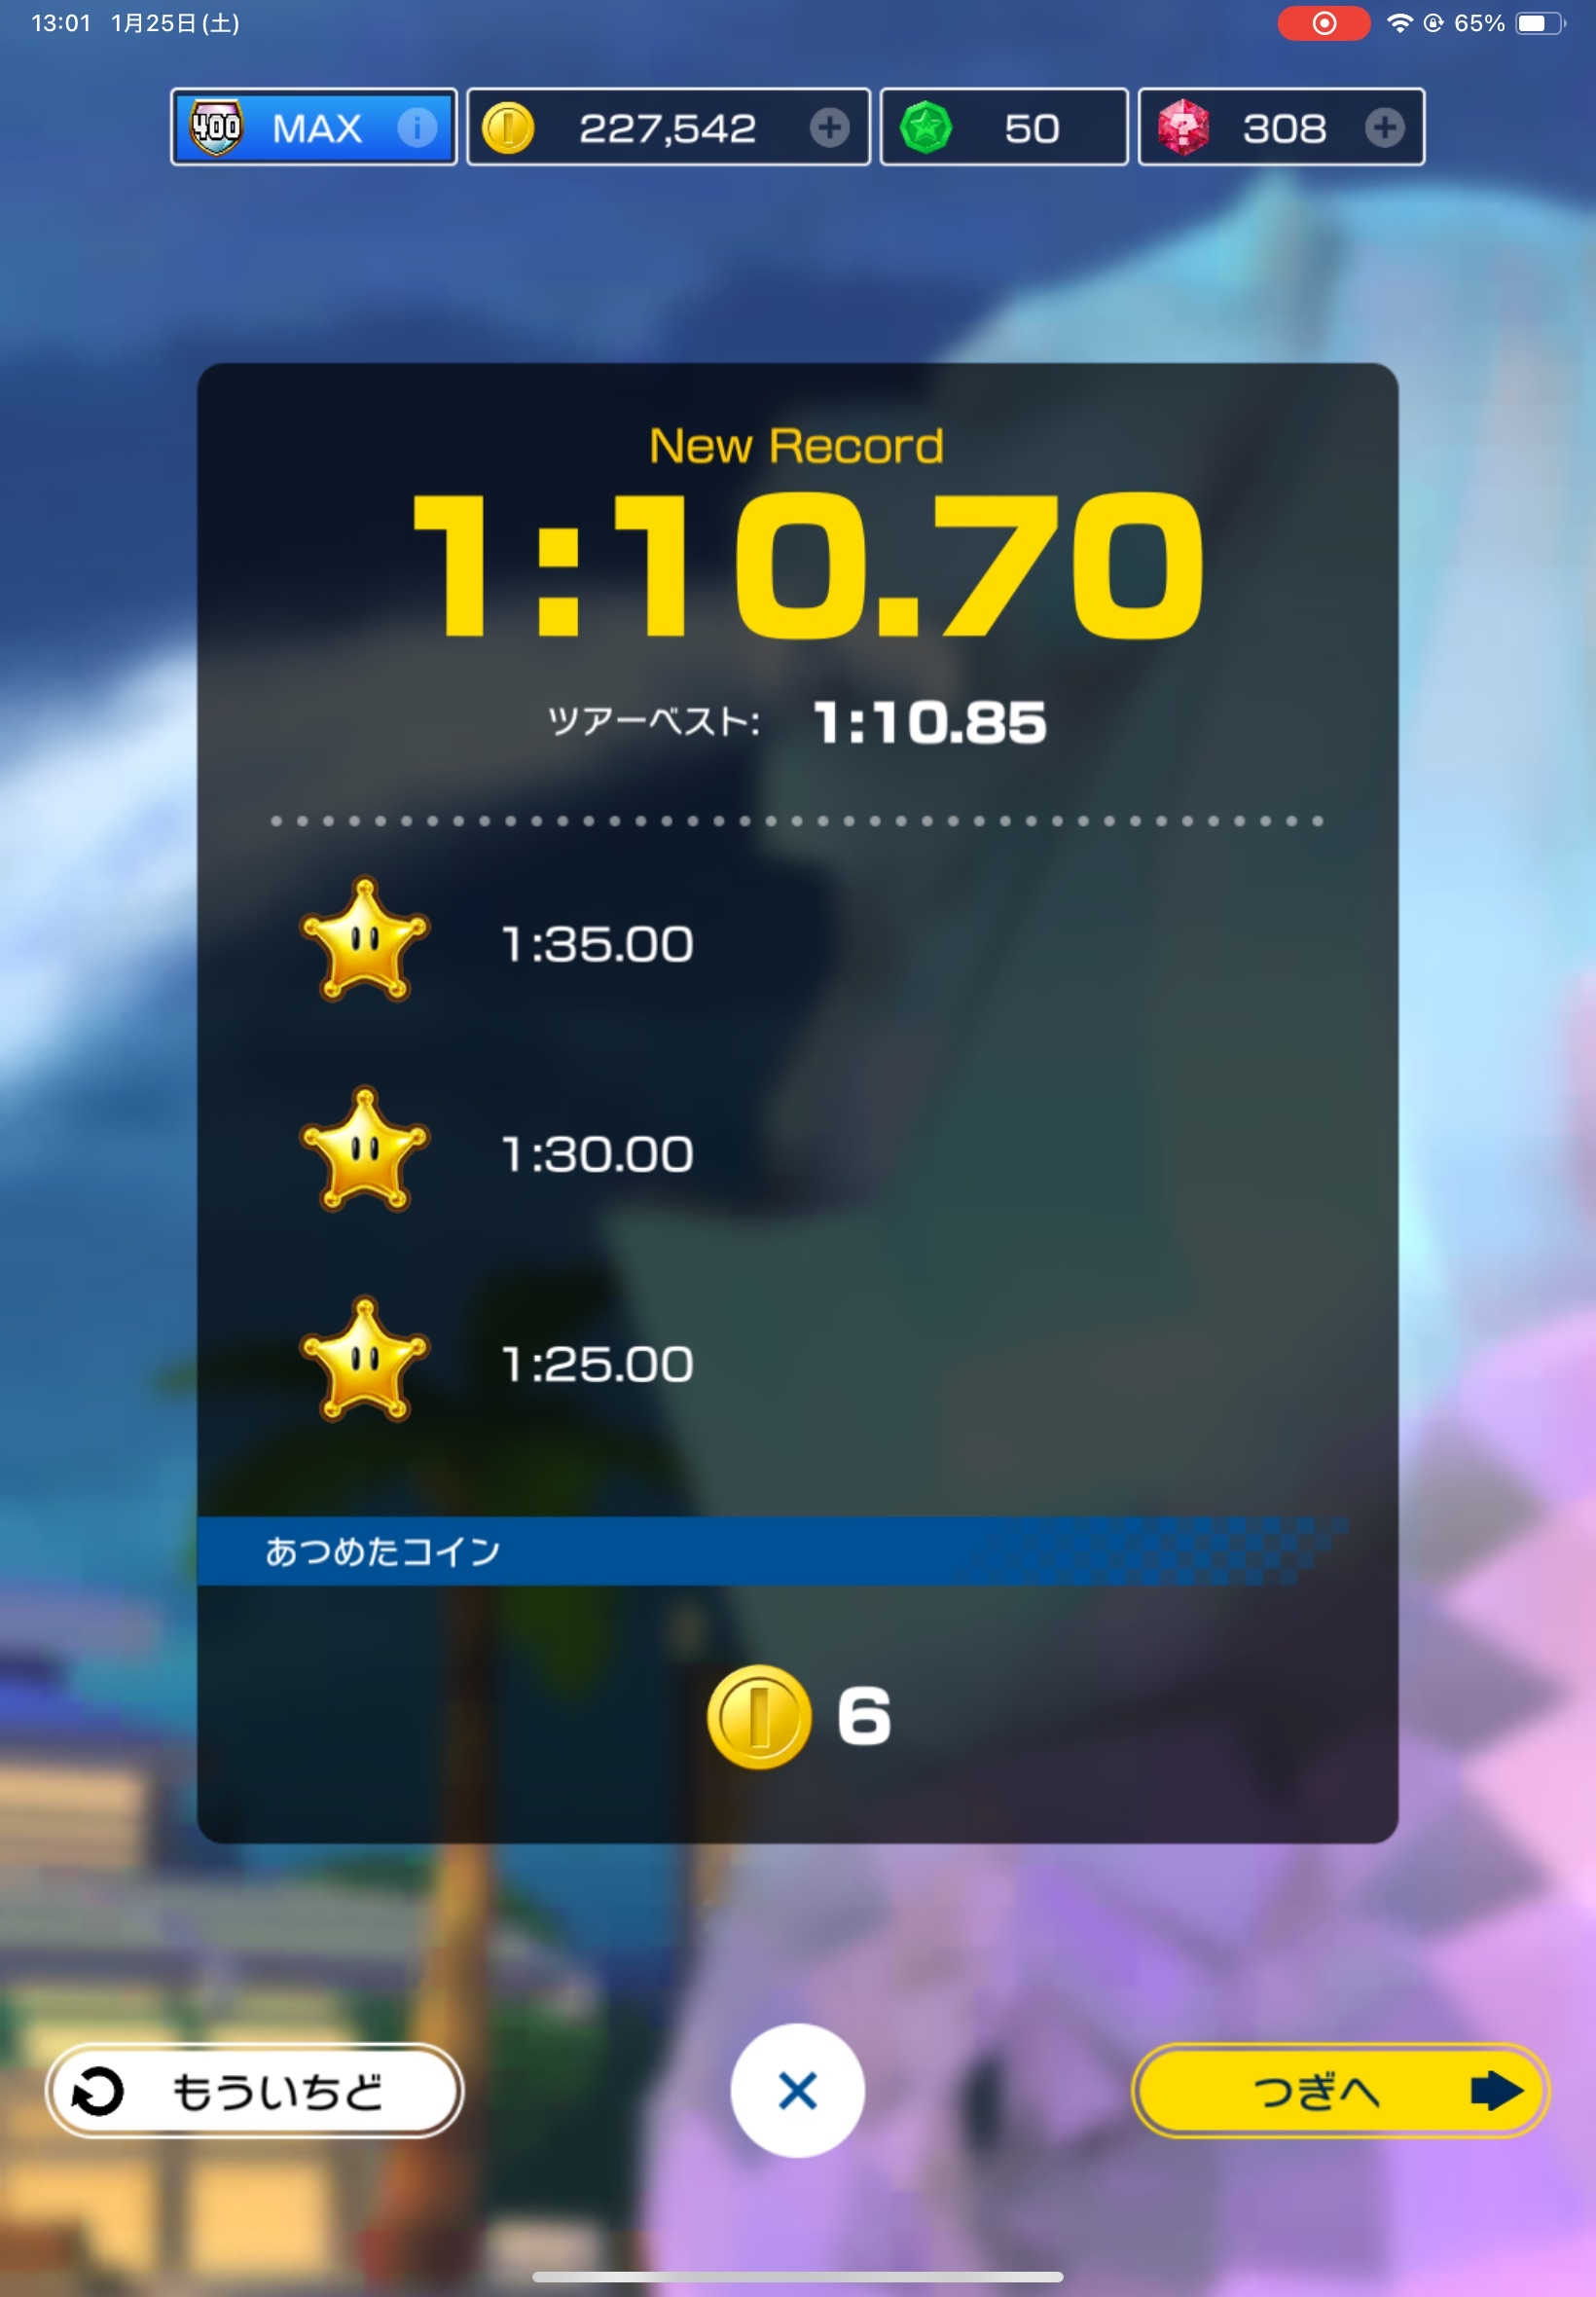 13:01 1月25日(土) 65%
400 MAX i 227,542 50 308
New Record
1:10.70
ツアーベスト: 1:10.85
1:35.00
1:30.00
1:25.00
あつめたコイン
6
もういちど × つぎへ